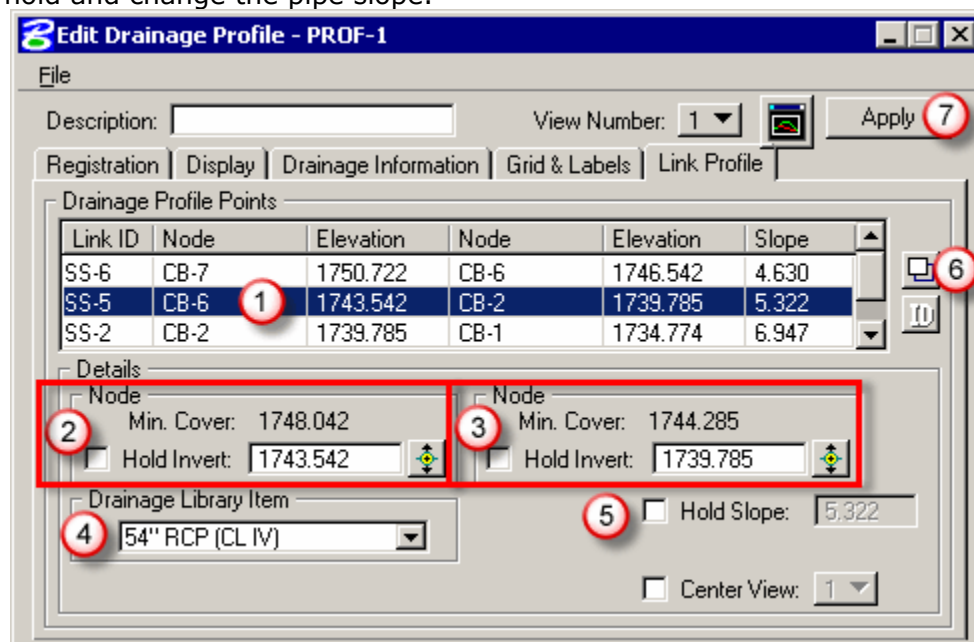 hold and change the pipe slope.
Edit Drainage Profile - PROF-1
File
Description: View Number: 1 Apply 7
Registration Display Drainage Information Grid & Labels Link Profile
Drainage Profile Points
Link ID Node Elevation Node Elevation Slope
SS-6 CB-7 1750.722 CB-6 1746.542 4.630 6
SS-5 CB-6 1 1743.542 CB-2 1739.785 5.322 ID
SS-2 CB-2 1739.785 CB-1 1734.774 6.947
Details
Node Node
2 Min. Cover: 1748.042 3 Min. Cover: 1744.285
Hold Invert: 1743.542 Hold Invert: 1739.785
Drainage Library Item
4 54" RCP (CL IV) 5 Hold Slope: 5.322
Center View: 1